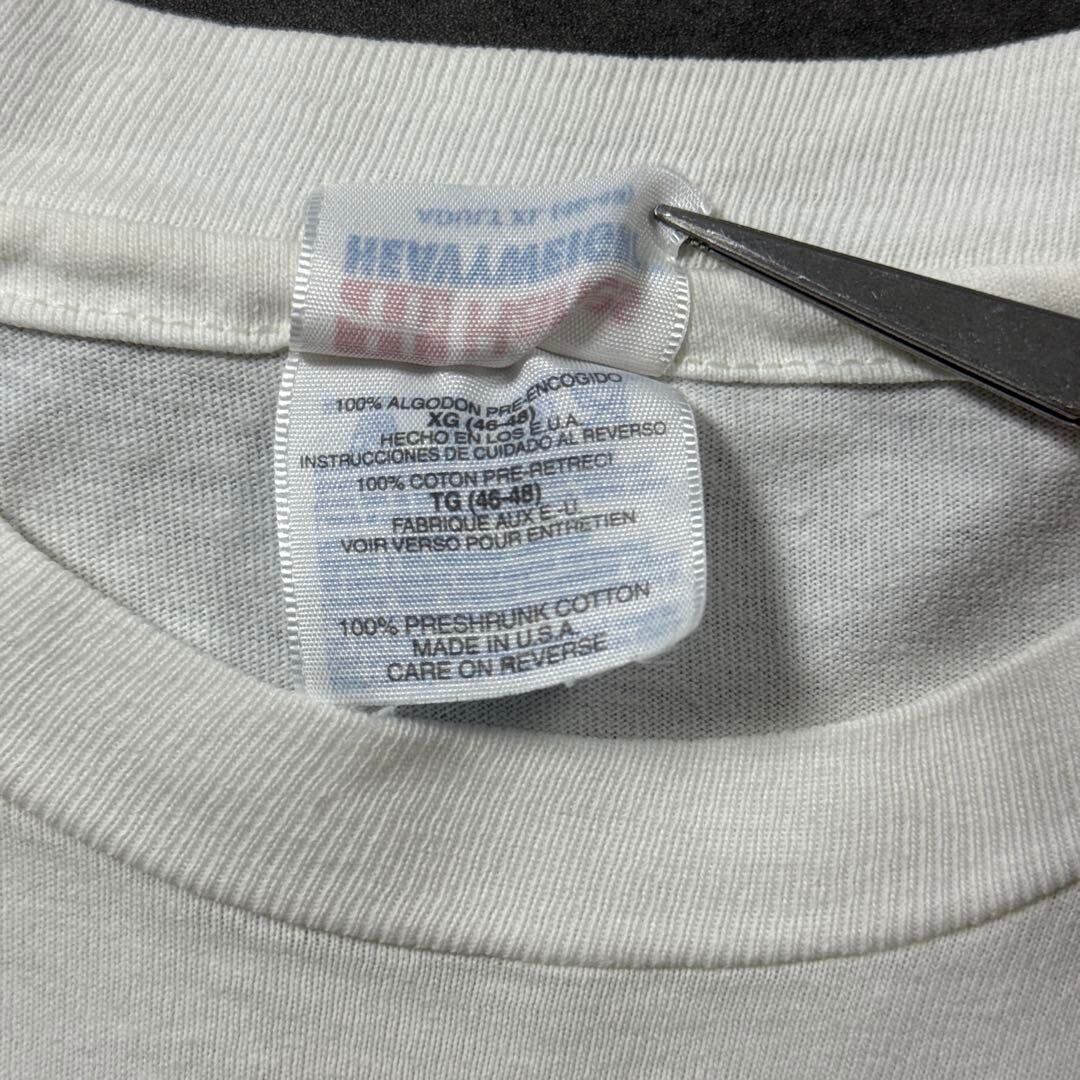 HEAVYWEIGHT
100% ALGODON PRE-ENCOGIDO
XG (46-48)
HECHO EN LOS E.U.A.
INSTRUCCIONES DE CUIDADO AL REVERSO
100% COTON PRE-RETRECI
TG (46-48)
FABRIQUE AUX E.-U.
VOIR VERSO POUR ENTRETIEN
100% PRESHRUNK COTTON
MADE IN U.S.A.
CARE ON REVERSE